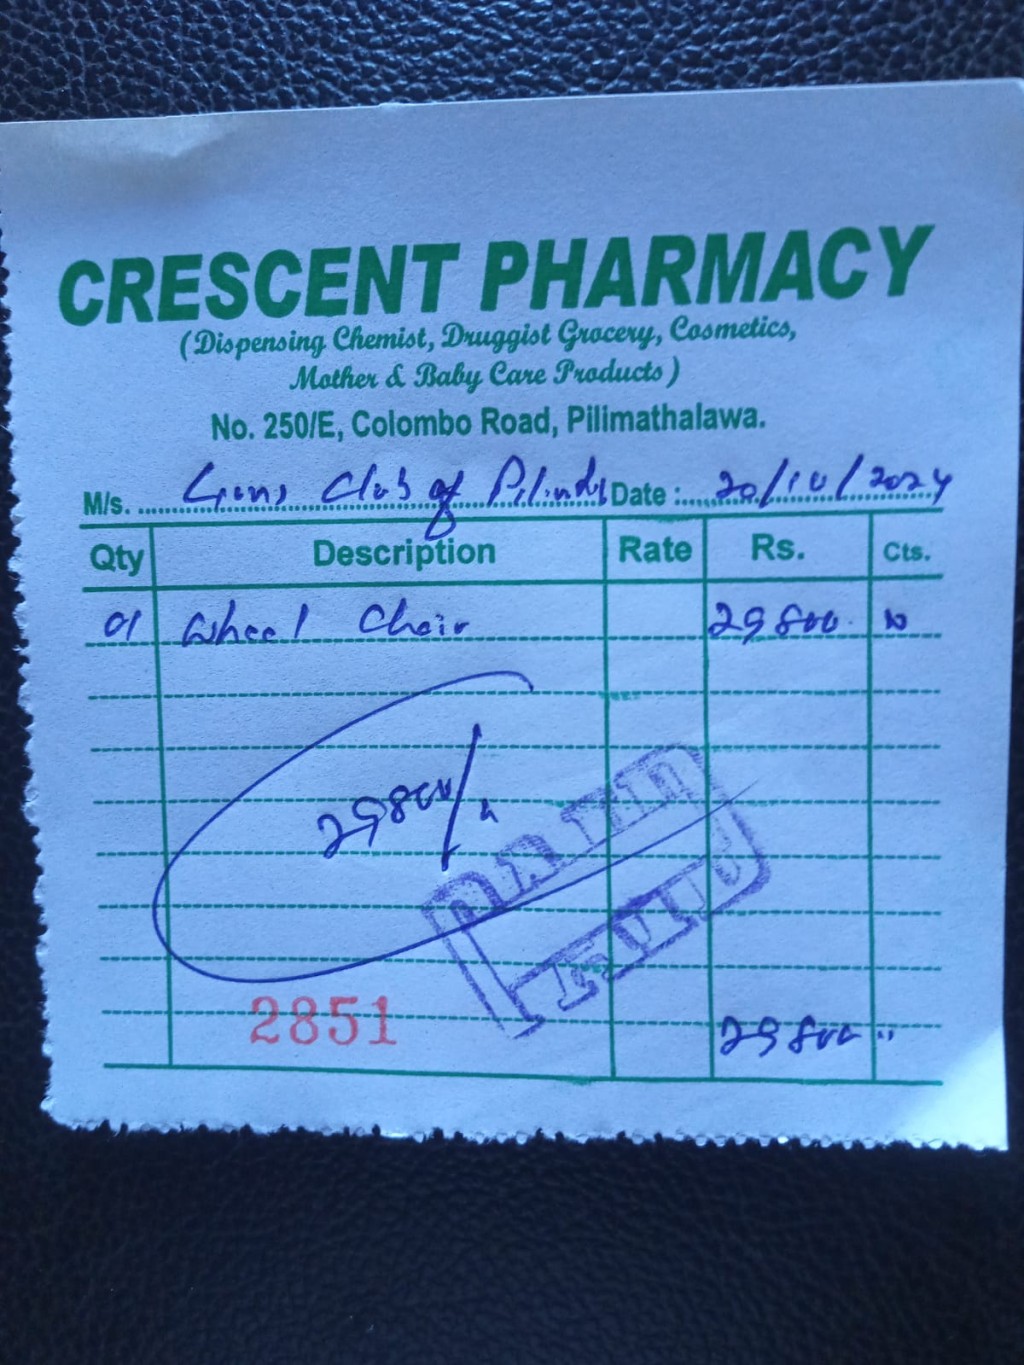 CRESCENT PHARMACY
(Dispensing Chemist, Druggist Grocery, Cosmetics,
Mother & Baby Care Products)
No. 250/E, Colombo Road, Pilimathalawa.
M/s. Lions Club of Date : 20/10/2024
Qty Description Rate Rs. Cts.
01 Wheel Chair 29800
29800/
2851
29800